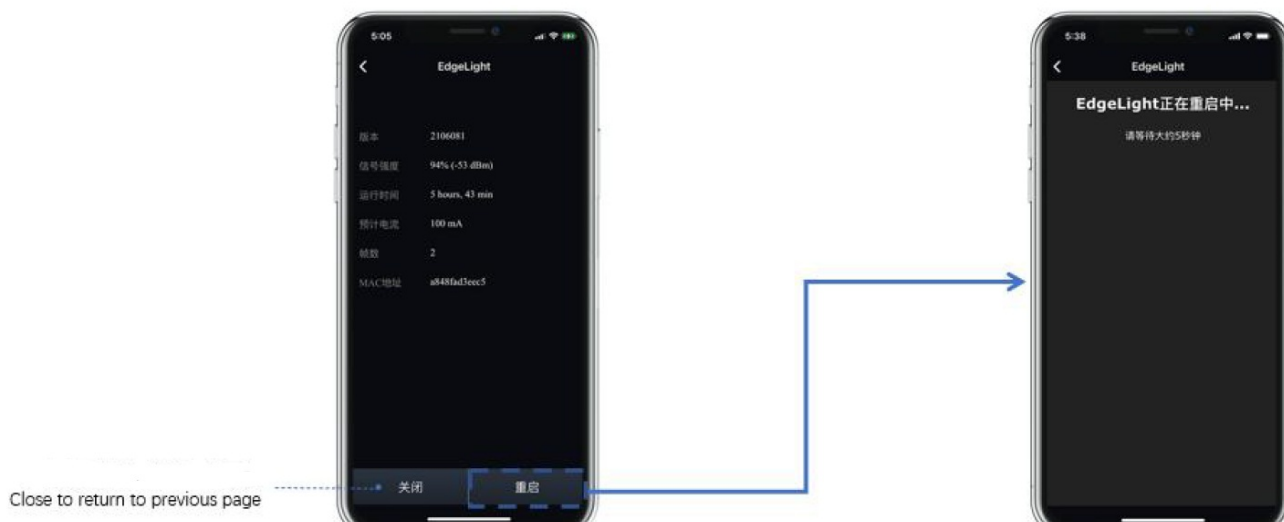 5:05
EdgeLight
版本 2106081
信号强度 94% (-53 dBm)
运行时间 5 hours, 43 min
预计电流 100 mA
帧数 2
MAC地址 a848fad3eec5
关闭 重启
Close to return to previous page
5:38
EdgeLight
EdgeLight正在重启中...
请等待大约5秒钟